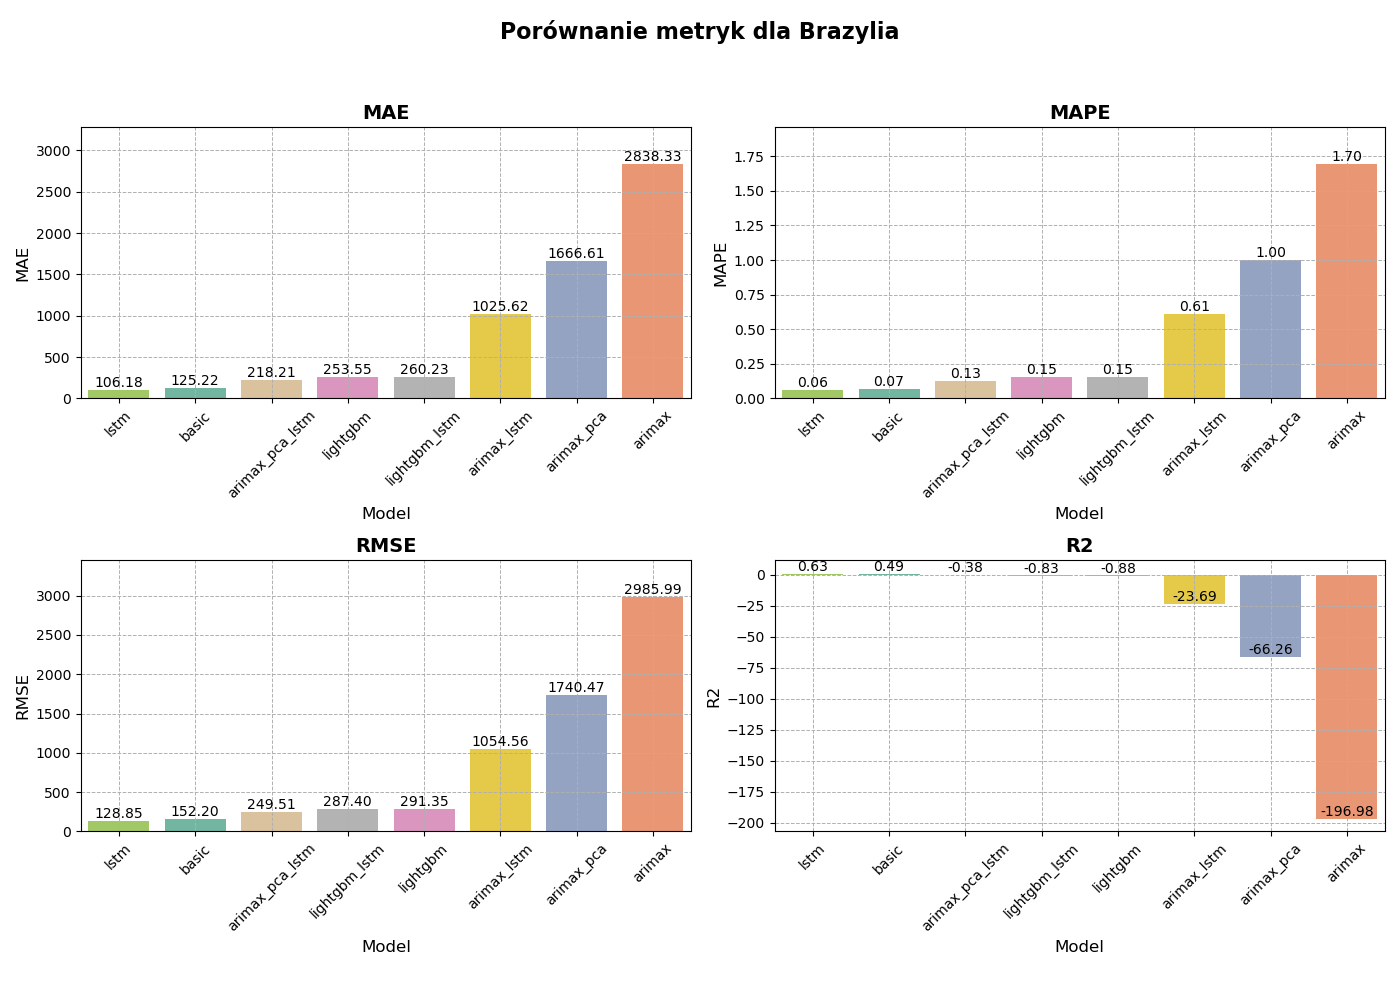 Porównanie metryk dla Brazylia
MAE
MAE
3000
2500
2000
1500
1000
500
0
106.18
125.22
218.21
253.55
260.23
1025.62
1666.61
2838.33
lstm
basic
arimax_pca_lstm
lightgbm
lightgbm_lstm
arimax_lstm
arimax_pca
arimax
Model
MAPE
MAPE
1.75
1.50
1.25
1.00
0.75
0.50
0.25
0.00
0.06
0.07
0.13
0.15
0.15
0.61
1.00
1.70
lstm
basic
arimax_pca_lstm
lightgbm
lightgbm_lstm
arimax_lstm
arimax_pca
arimax
Model
RMSE
RMSE
3000
2500
2000
1500
1000
500
0
128.85
152.20
249.51
287.40
291.35
1054.56
1740.47
2985.99
lstm
basic
arimax_pca_lstm
lightgbm_lstm
lightgbm
arimax_lstm
arimax_pca
arimax
Model
R2
R2
0
−25
−50
−75
−100
−125
−150
−175
−200
0.63
0.49
-0.38
-0.83
-0.88
-23.69
-66.26
-196.98
lstm
basic
arimax_pca_lstm
lightgbm_lstm
lightgbm
arimax_lstm
arimax_pca
arimax
Model